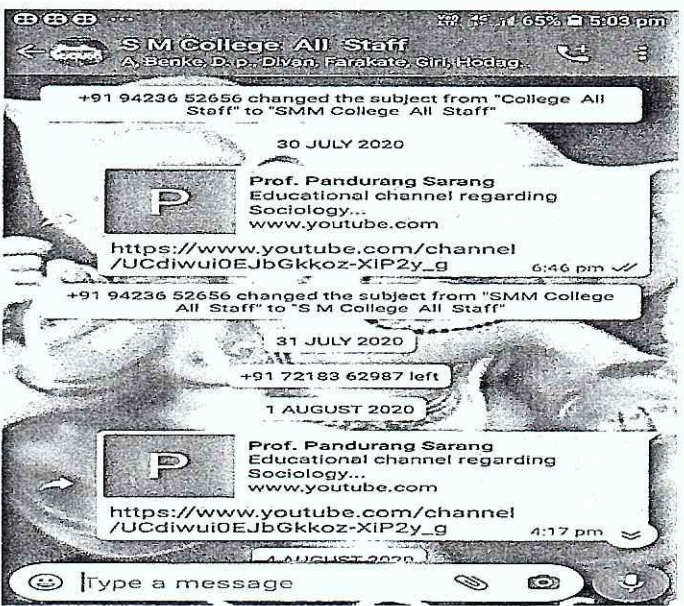 65% 5:03 pm
S M College All Staff
A, Benke, D. p., Divan, Farakate, Giri, Hodag..
+91 94236 52656 changed the subject from "College All
Staff" to "SMM College All Staff"
30 JULY 2020
P
Prof. Pandurang Sarang
Educational channel regarding
Sociology...
www.youtube.com
https://www.youtube.com/channel
/UCdiwui0EJbGkkoz-XiP2y_g
6:46 pm
+91 94236 52656 changed the subject from "SMM College
All Staff" to "S M College All Staff"
31 JULY 2020
+91 72183 62987 left
1 AUGUST 2020
P
Prof. Pandurang Sarang
Educational channel regarding
Sociology...
www.youtube.com
https://www.youtube.com/channel
/UCdiwui0EJbGkkoz-XiP2y_g
4:17 pm
4 AUGUST 2020
Type a message